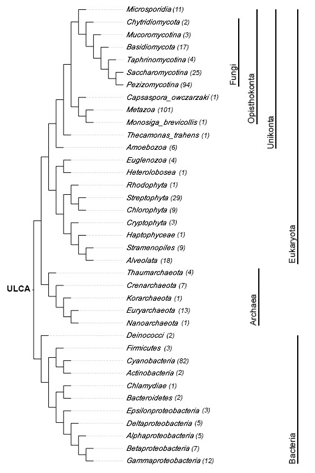 Microsporidia (11)
Chytridiomycota (2)
Mucoromycotina (3)
Basidiomycota (17)
Taphrinomycotina (4)
Saccharomycotina (25)
Pezizomycotina (94)
Capsaspora_owczarzaki (1)
Metazoa (101)
Monosiga_brevicollis (1)
Thecamonas_trahens (1)
Amoebozoa (6)
Euglenozoa (4)
Heterolobosea (1)
Rhodophyta (1)
Streptophyta (29)
Chlorophyta (9)
Cryptophyta (3)
Haptophyceae (1)
Stramenopiles (9)
Alveolata (18)
Thaumarchaeota (4)
Crenarchaeota (7)
Korarchaeota (1)
Euryarchaeota (13)
Nanoarchaeota (1)
Deinococci (2)
Firmicutes (3)
Cyanobacteria (82)
Actinobacteria (2)
Chlamydiae (1)
Bacteroidetes (2)
Epsilonproteobacteria (3)
Deltaproteobacteria (5)
Alphaproteobacteria (5)
Betaproteobacteria (7)
Gammaproteobacteria (12)
ULCA
Fungi
Opisthokonta
Unikonta
Eukaryota
Archaea
Bacteria